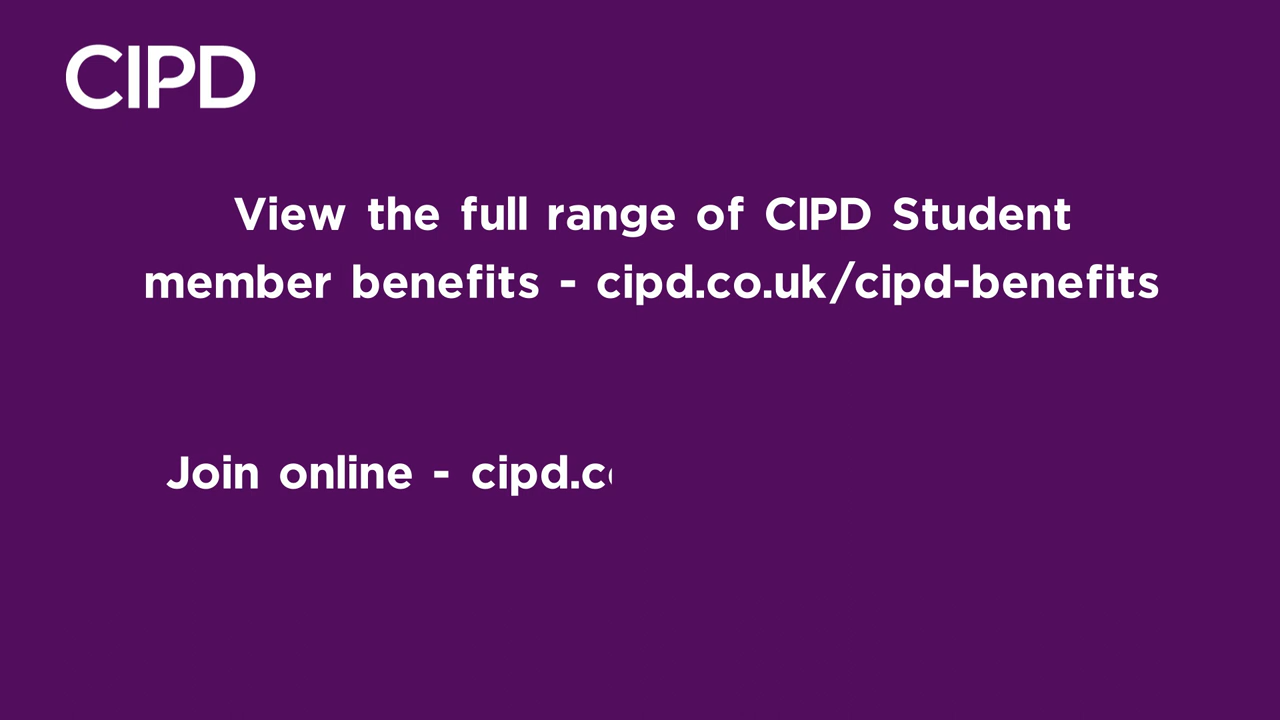 CIPD
View the full range of CIPD Student
member benefits - cipd.co.uk/cipd-benefits
Join online - cipd.c